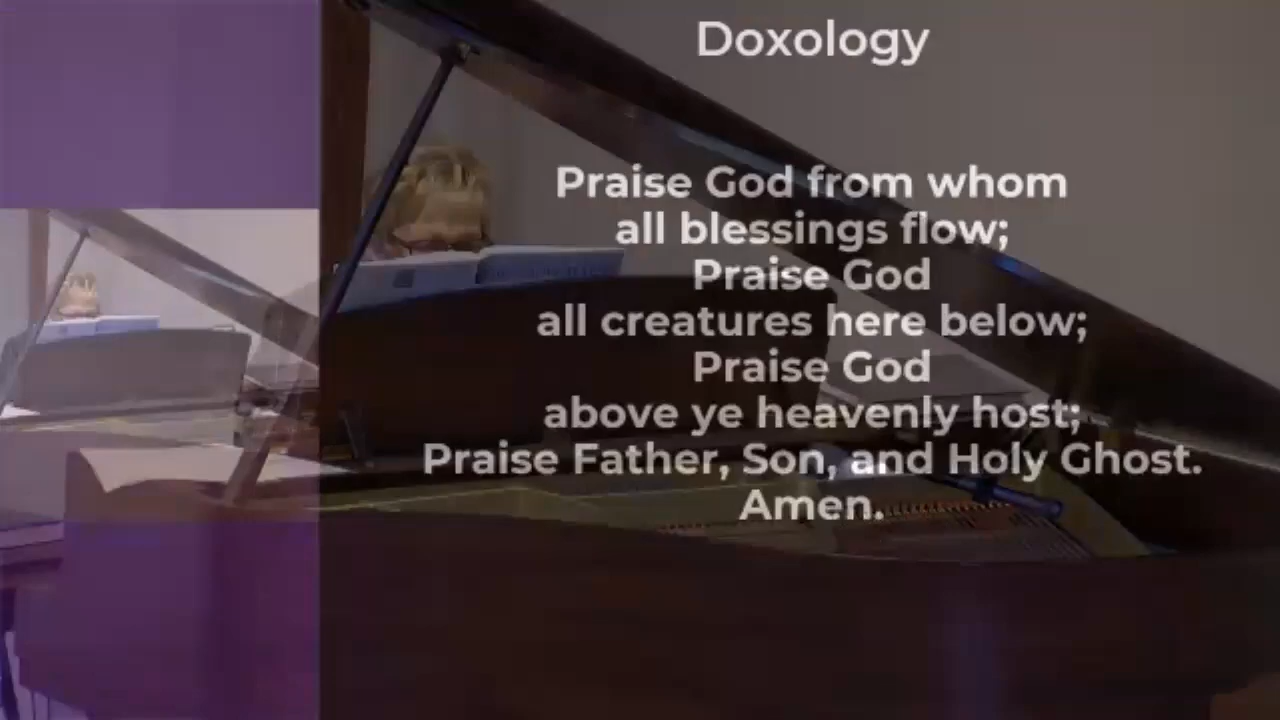 Doxology
Praise God from whom
all blessings flow;
Praise God
all creatures here below;
Praise God
above ye heavenly host;
Praise Father, Son, and Holy Ghost.
Amen.